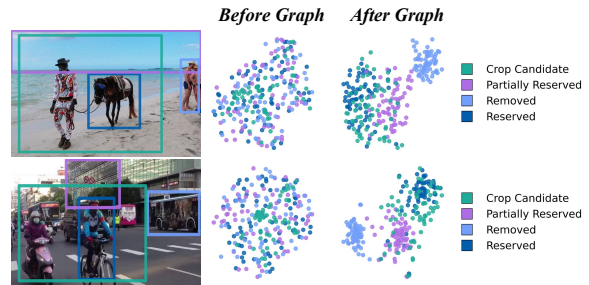 Before Graph
After Graph
Crop Candidate
Partially Reserved
Removed
Reserved
Crop Candidate
Partially Reserved
Removed
Reserved